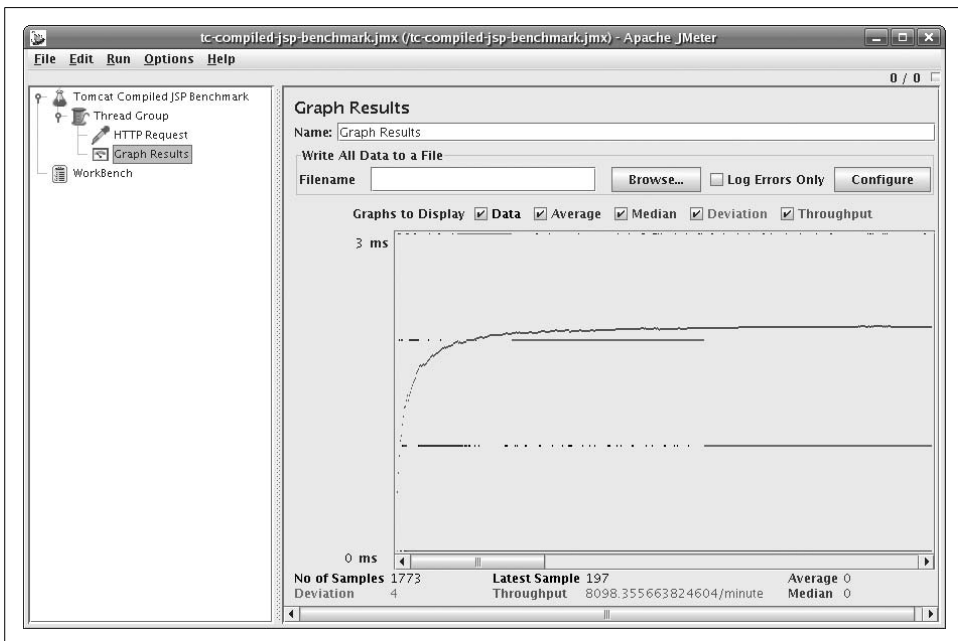 tc-compiled-jsp-benchmark.jmx (/tc-compiled-jsp-benchmark.jmx) - Apache JMeter
File Edit Run Options Help
0 / 0
Tomcat Compiled JSP Benchmark
Thread Group
HTTP Request
Graph Results
WorkBench
Graph Results
Name: Graph Results
Write All Data to a File
Filename Browse... Log Errors Only Configure
Graphs to Display Data Average Median Deviation Throughput
3 ms
0 ms
No of Samples 1773 Latest Sample 197 Average 0
Deviation 4 Throughput 8098.355663824604/minute Median 0